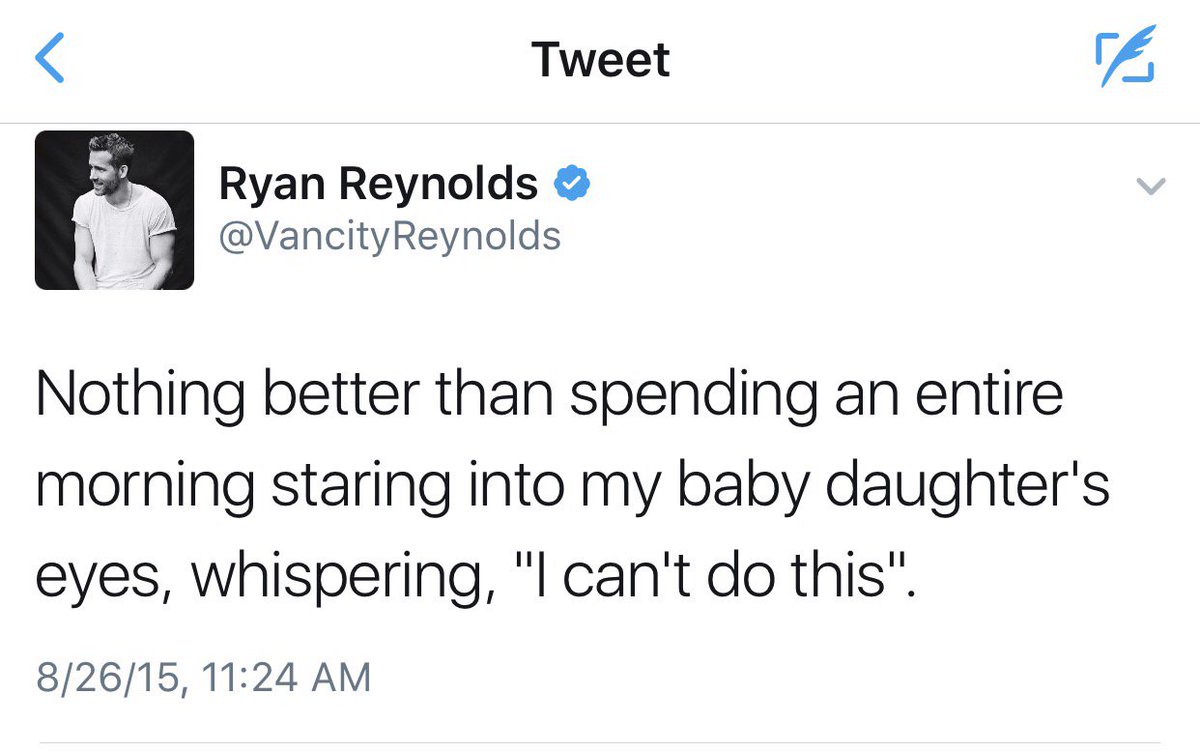 Tweet
Ryan Reynolds
@VancityReynolds
Nothing better than spending an entire
morning staring into my baby daughter's
eyes, whispering, "I can't do this".
8/26/15, 11:24 AM